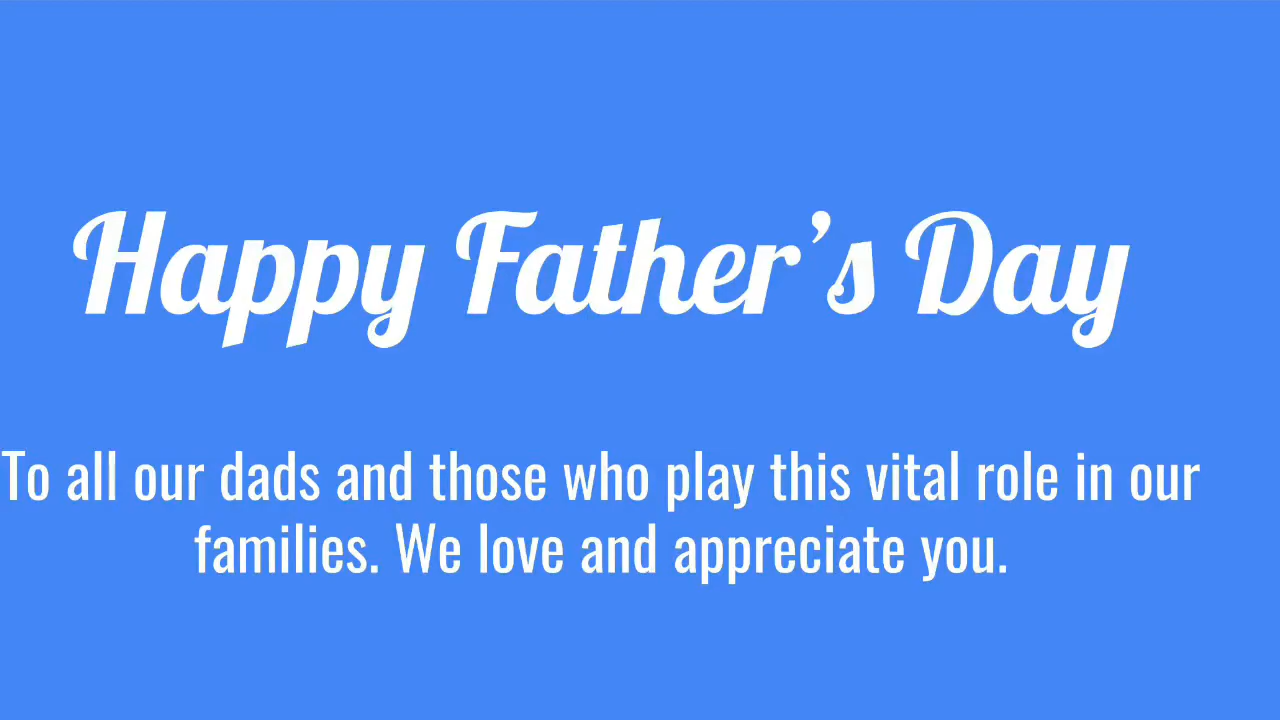 Happy Father’s Day
To all our dads and those who play this vital role in our
families. We love and appreciate you.